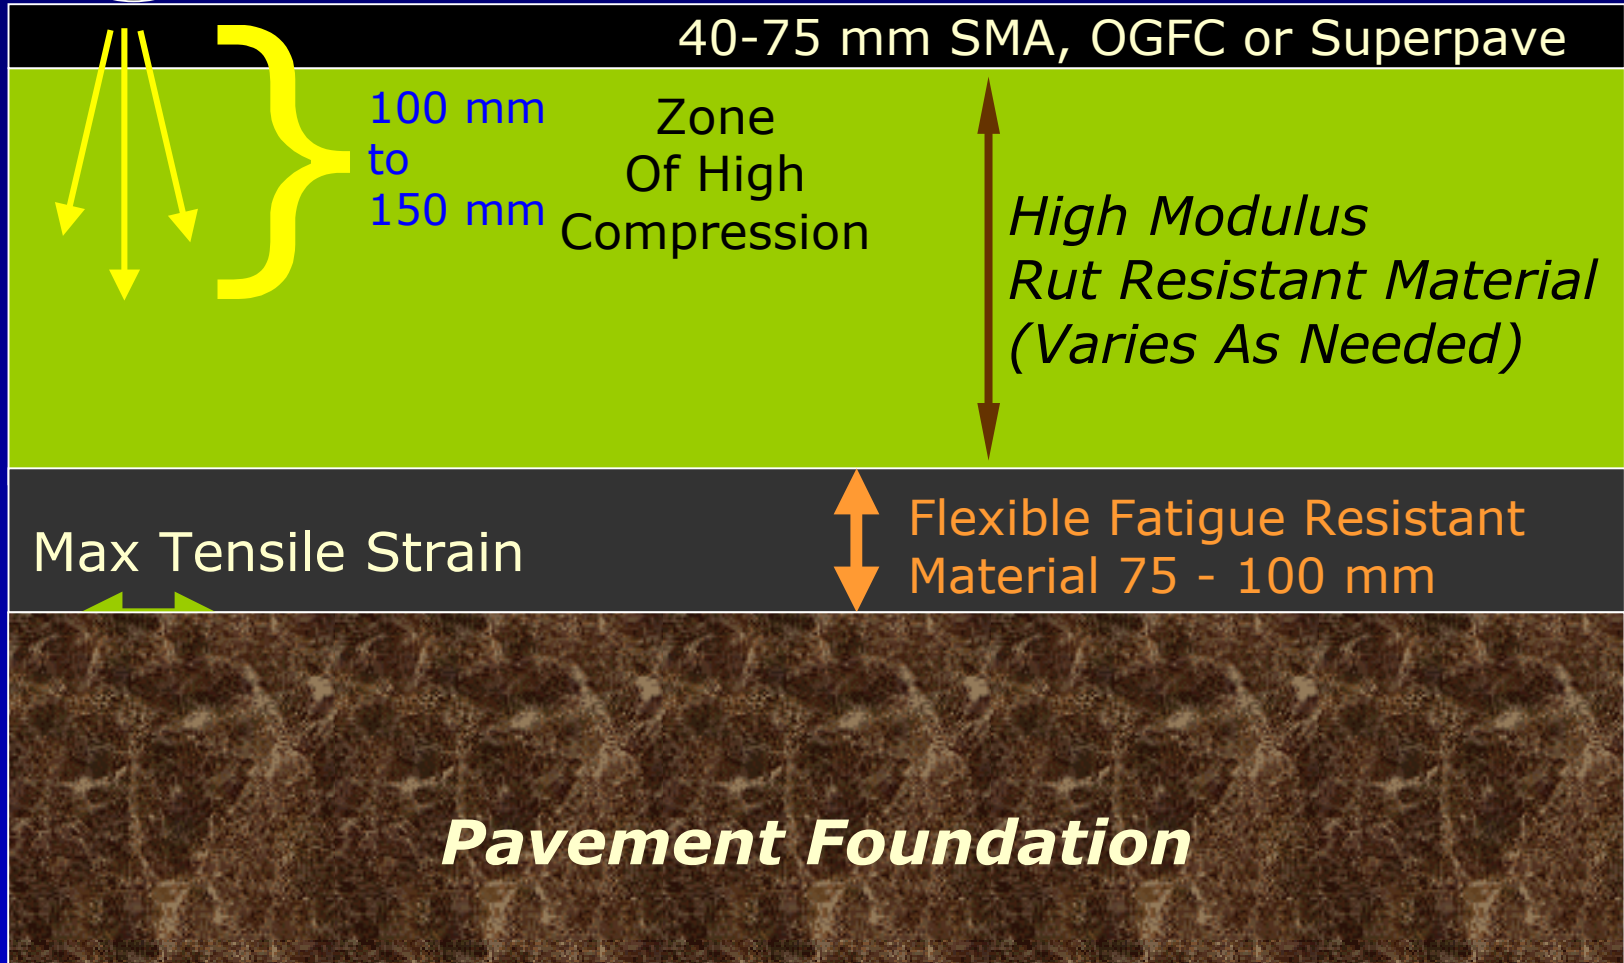 40-75 mm SMA, OGFC or Superpave
100 mm
to
150 mm
Zone
Of High
Compression
High Modulus
Rut Resistant Material
(Varies As Needed)
Max Tensile Strain
Flexible Fatigue Resistant
Material 75 - 100 mm
Pavement Foundation